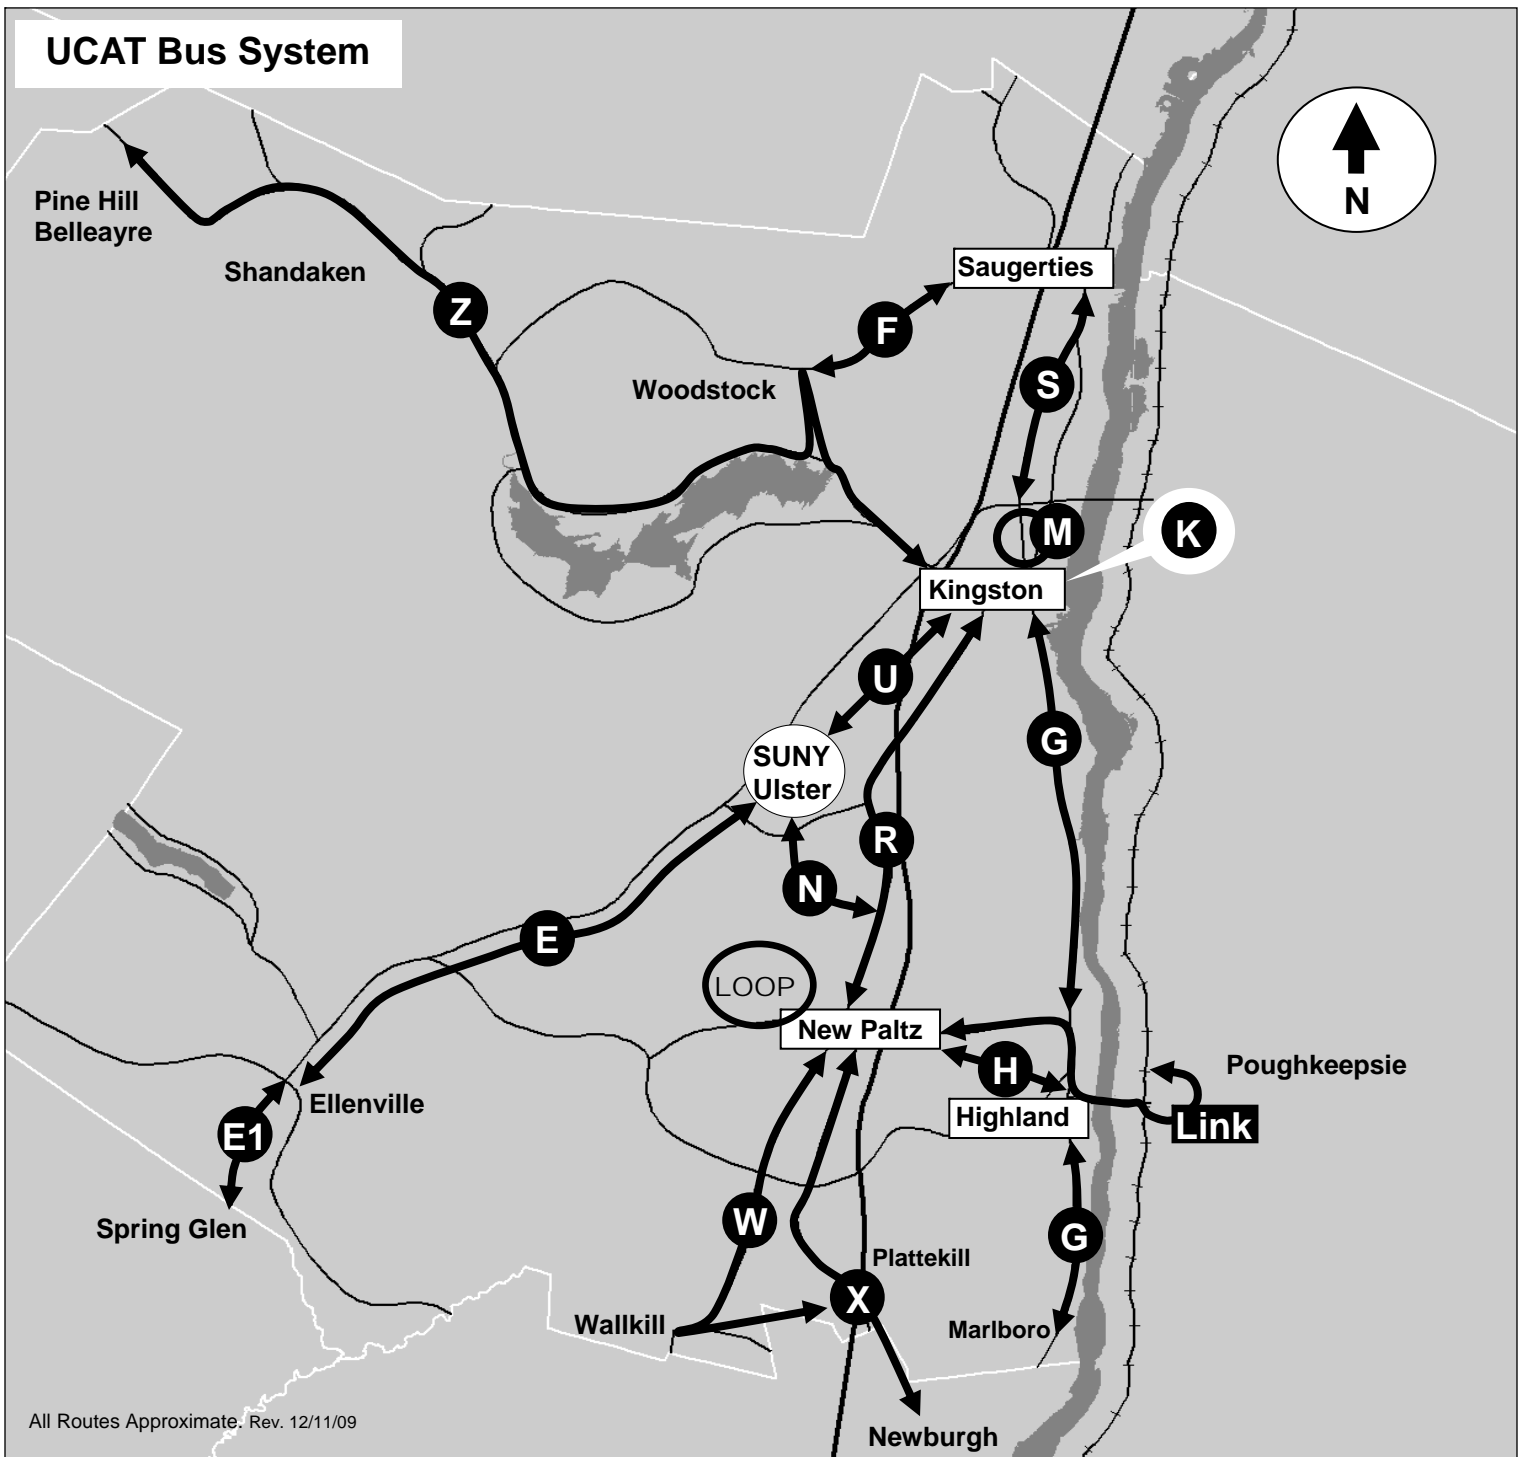 UCAT Bus System
N
Pine Hill
Belleayre
Shandaken
Saugerties
Z
F
Woodstock
S
M
K
Kingston
U
G
SUNY
Ulster
R
N
E
LOOP
New Paltz
H
Poughkeepsie
Ellenville
Highland
Link
E1
Spring Glen
W
G
Plattekill
X
Wallkill
Marlboro
All Routes Approximate. Rev. 12/11/09
Newburgh